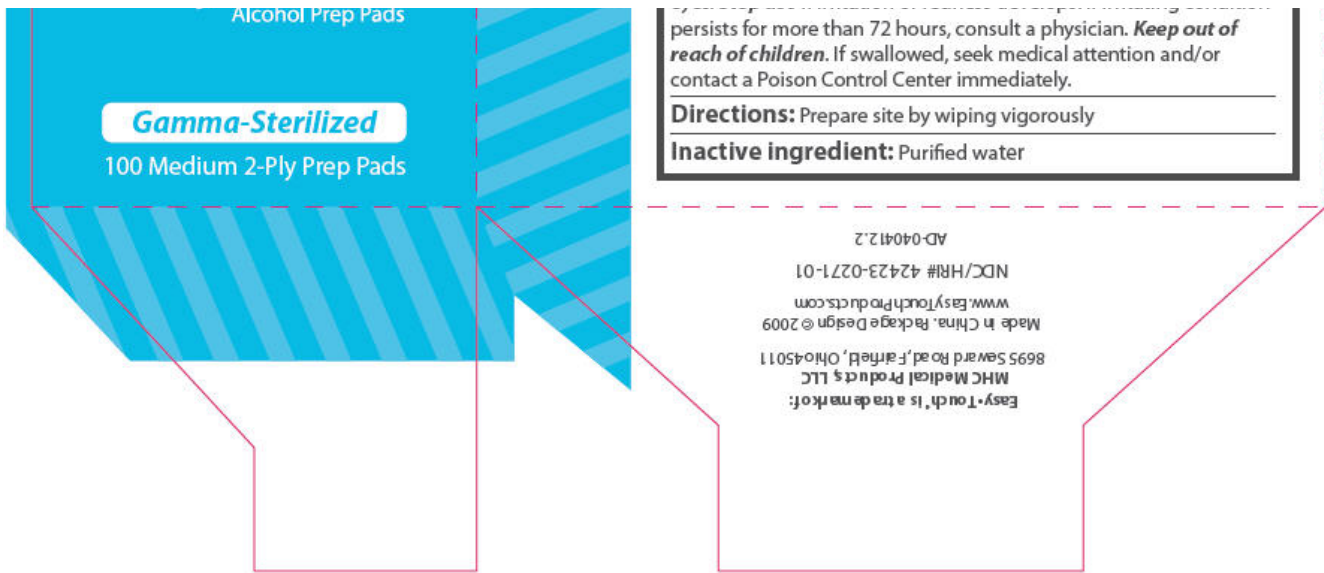 Alcohol Prep Pads
Gamma-Sterilized
100 Medium 2-Ply Prep Pads
persists for more than 72 hours, consult a physician. Keep out of
reach of children. If swallowed, seek medical attention and/or
contact a Poison Control Center immediately.
Directions: Prepare site by wiping vigorously
Inactive ingredient: Purified water
Easy•Touch® is a trademark of:
MHC Medical Products, LLC
8695 Seward Road, Fairfield, Ohio 45011
Made in China. Package Design © 2009
www.EasyTouchProducts.com
NDC/HRI# 42423-0271-01
AD-040412.2